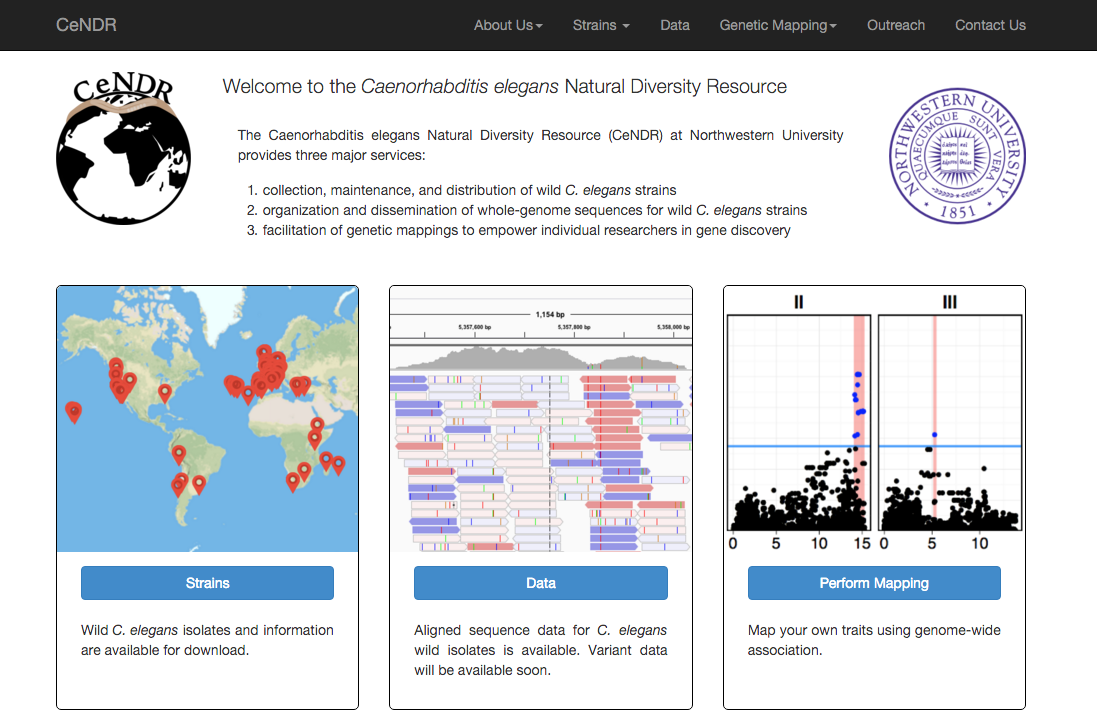 CeNDR
About Us
Strains
Data
Genetic Mapping
Outreach
Contact Us
CeNDR
Welcome to the Caenorhabditis elegans Natural Diversity Resource
The Caenorhabditis elegans Natural Diversity Resource (CeNDR) at Northwestern University
provides three major services:
1. collection, maintenance, and distribution of wild C. elegans strains
2. organization and dissemination of whole-genome sequences for wild C. elegans strains
3. facilitation of genetic mappings to empower individual researchers in gene discovery
NORTHWESTERN UNIVERSITY
QUAECUMQUE SUNT VERA
1851
1,154 bp
5,357,600 bp
5,357,800 bp
5,358,000 bp
II
III
0 5 10 15
0 5 10
Strains
Wild C. elegans isolates and information
are available for download.
Data
Aligned sequence data for C. elegans
wild isolates is available. Variant data
will be available soon.
Perform Mapping
Map your own traits using genome-wide
association.